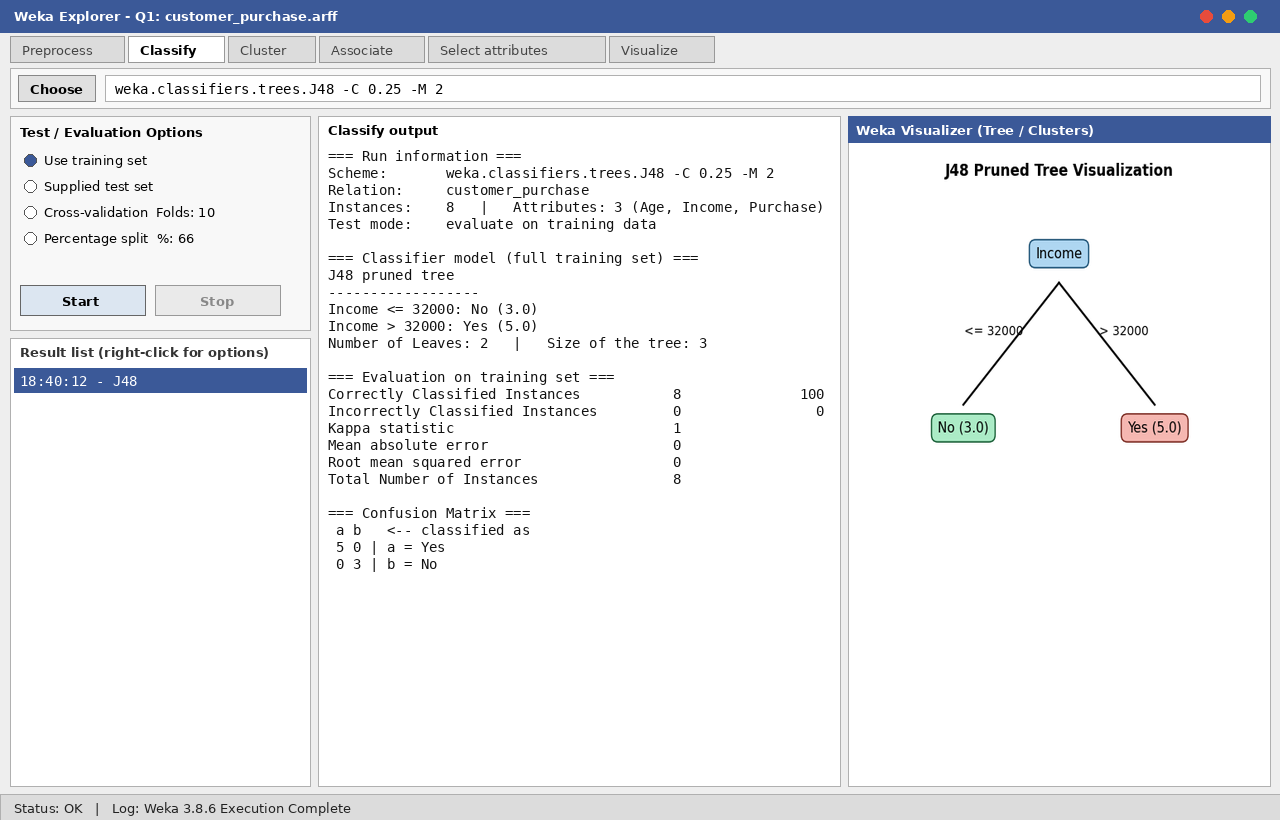 Weka Explorer - Q1: customer_purchase.arff
Preprocess Classify Cluster Associate Select attributes Visualize
Choose weka.classifiers.trees.J48 -C 0.25 -M 2
Test / Evaluation Options
Use training set
Supplied test set
Cross-validation  Folds: 10
Percentage split  %: 66
Start Stop
Result list (right-click for options)
18:40:12 - J48
Classify output
=== Run information ===
Scheme:       weka.classifiers.trees.J48 -C 0.25 -M 2
Relation:     customer_purchase
Instances:    8   |   Attributes: 3 (Age, Income, Purchase)
Test mode:    evaluate on training data
=== Classifier model (full training set) ===
J48 pruned tree
------------------
Income <= 32000: No (3.0)
Income > 32000: Yes (5.0)
Number of Leaves: 2   |   Size of the tree: 3
=== Evaluation on training set ===
Correctly Classified Instances           8              100
Incorrectly Classified Instances         0                0
Kappa statistic                          1
Mean absolute error                      0
Root mean squared error                  0
Total Number of Instances                8
=== Confusion Matrix ===
 a b   <-- classified as
 5 0 | a = Yes
 0 3 | b = No
Weka Visualizer (Tree / Clusters)
J48 Pruned Tree Visualization
Income
<= 32000 > 32000
No (3.0) Yes (5.0)
Status: OK   |   Log: Weka 3.8.6 Execution Complete